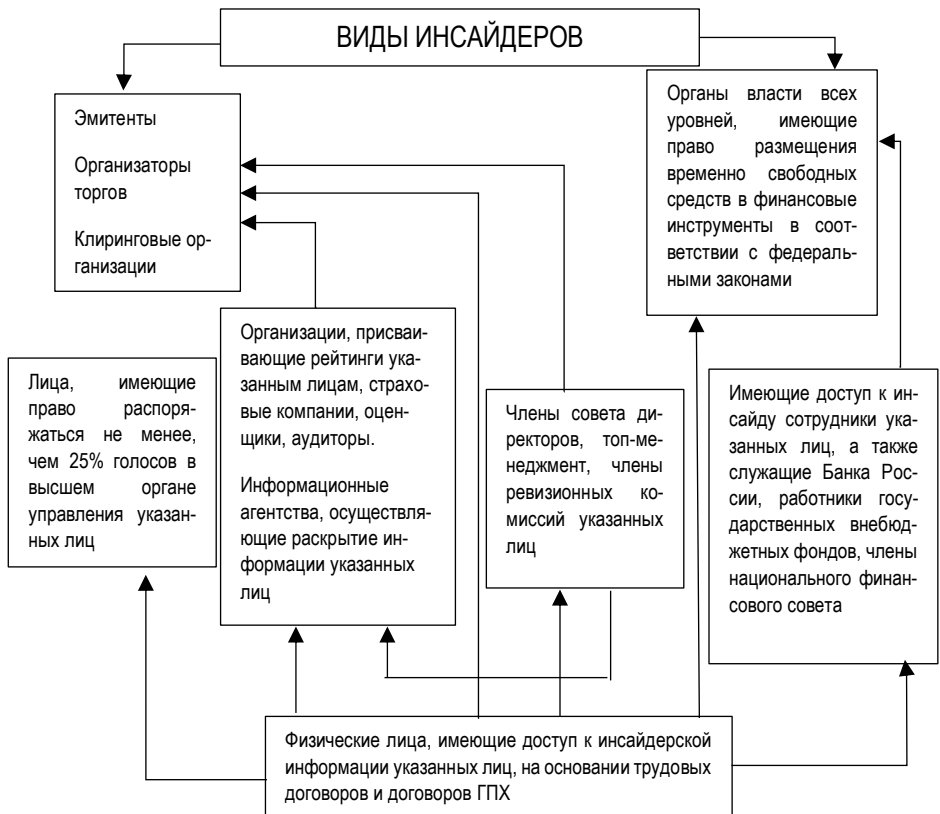 ВИДЫ ИНСАЙДЕРОВ
Эмитенты
Организаторы
торгов
Клиринговые ор-
ганизации
Органы власти всех
уровней, имеющие
право размещения
временно свободных
средств в финансовые
инструменты в соот-
ветствии с федераль-
ными законами
Лица, имеющие
право распоря-
жаться не менее,
чем 25% голосов в
высшем органе
управления указан-
ных лиц
Организации, присваи-
вающие рейтинги ука-
занным лицам, страхо-
вые компании, оцен-
щики, аудиторы.
Информационные
агентства, осуществля-
ющие раскрытие ин-
формации указанных
лиц
Члены совета ди-
ректоров, топ-ме-
неджмент, члены
ревизионных ко-
миссий указанных
лиц
Имеющие доступ к ин-
сайду сотрудники ука-
занных лиц, а также
служащие Банка Рос-
сии, работники госу-
дарственных внебюд-
жетных фондов, члены
национального финан-
сового совета
Физические лица, имеющие доступ к инсайдерской
информации указанных лиц, на основании трудовых
договоров и договоров ГПХ